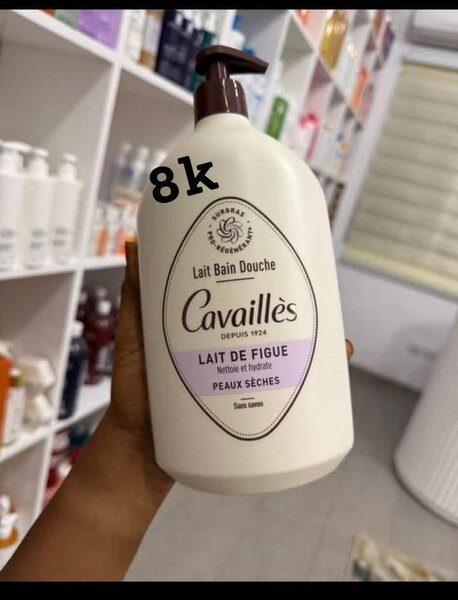 8k
SURGRAS
PRO-RÉGÉNÉRANT
Lait Bain Douche
Cavaillès
DEPUIS 1924
LAIT DE FIGUE
Nettoie et hydrate
PEAUX SÈCHES
Sans savon